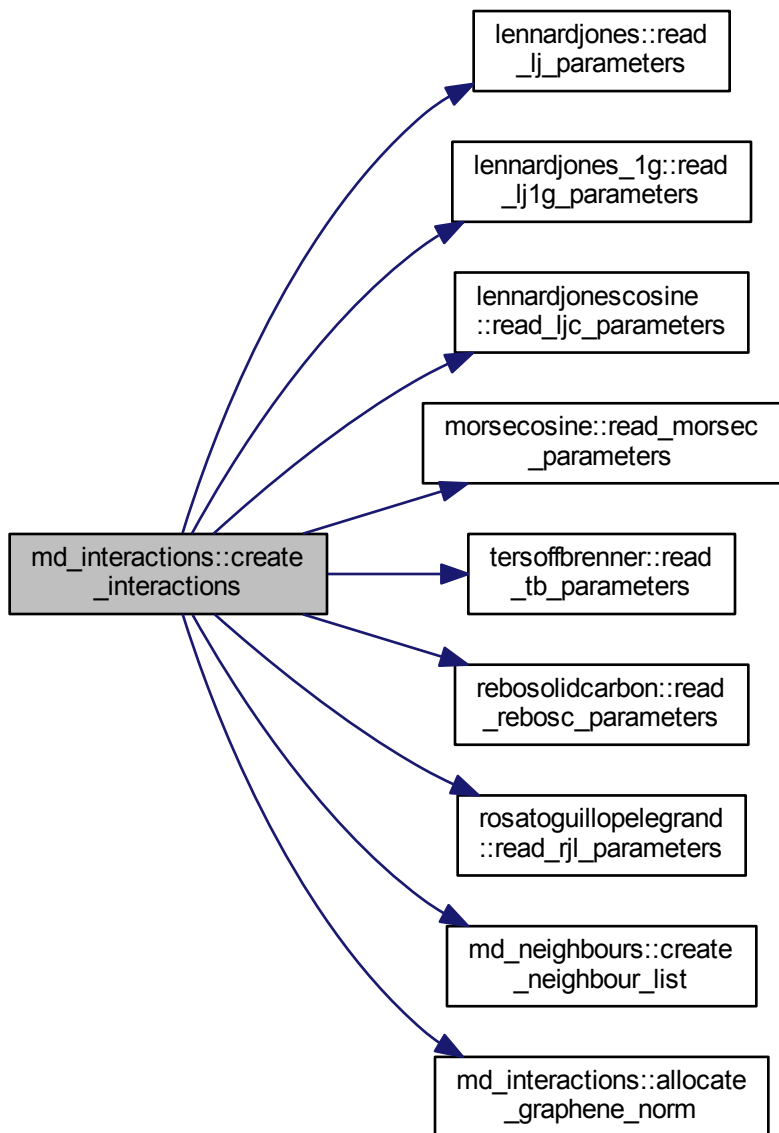 lennardjones::read
_lj_parameters
lennardjones_1g::read
_lj1g_parameters
lennardjonescosine
::read_ljc_parameters
morsecosine::read_morsec
_parameters
md_interactions::create
_interactions
tersoffbrenner::read
_tb_parameters
rebosolidcarbon::read
_rebosc_parameters
rosatoguillopelegrand
::read_rjl_parameters
md_neighbours::create
_neighbour_list
md_interactions::allocate
_graphene_norm